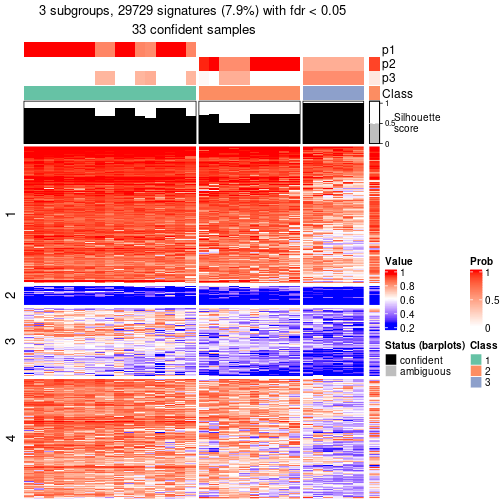 3 subgroups, 29729 signatures (7.9%) with fdr < 0.05
33 confident samples
p1
p2
p3
Class
1
0.5
0
Silhouette
score
1
2
3
4
Value
1
0.8
0.6
0.4
0.2
Prob
1
0.5
0
Status (barplots)
confident
ambiguous
Class
1
2
3